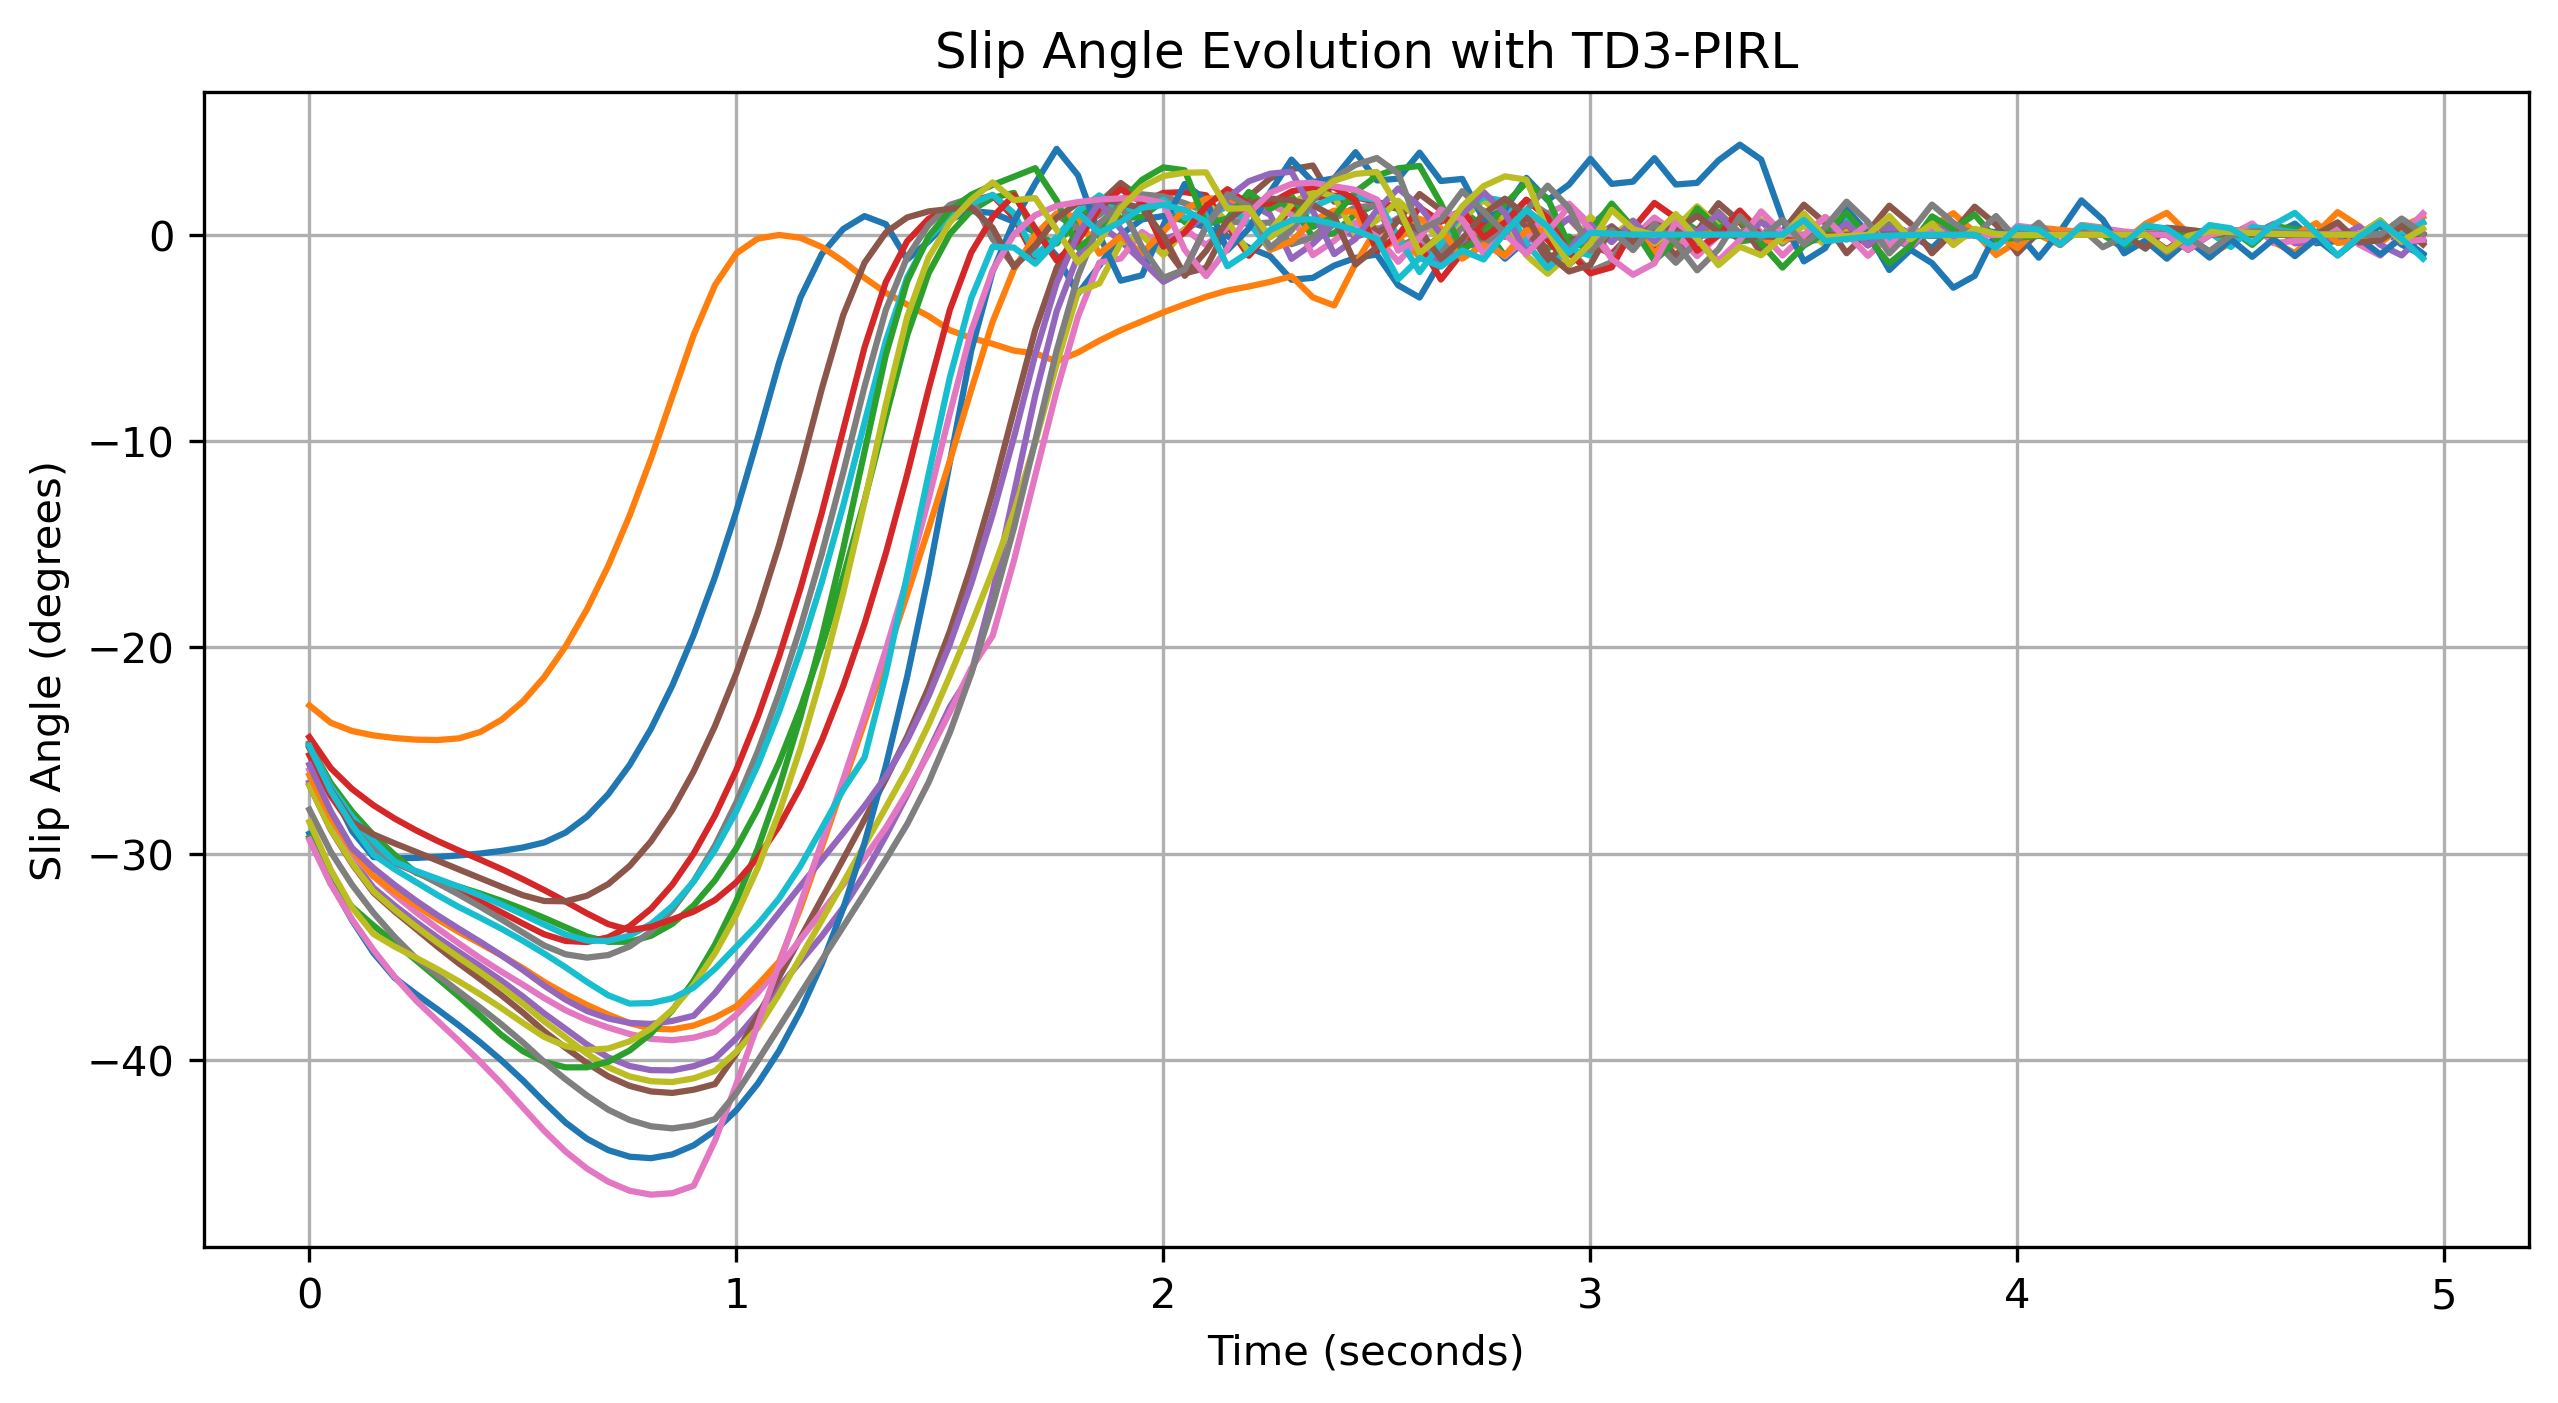 Slip Angle Evolution with TD3-PIRL
Slip Angle (degrees)
0
−10
−20
−30
−40
0 1 2 3 4 5
Time (seconds)